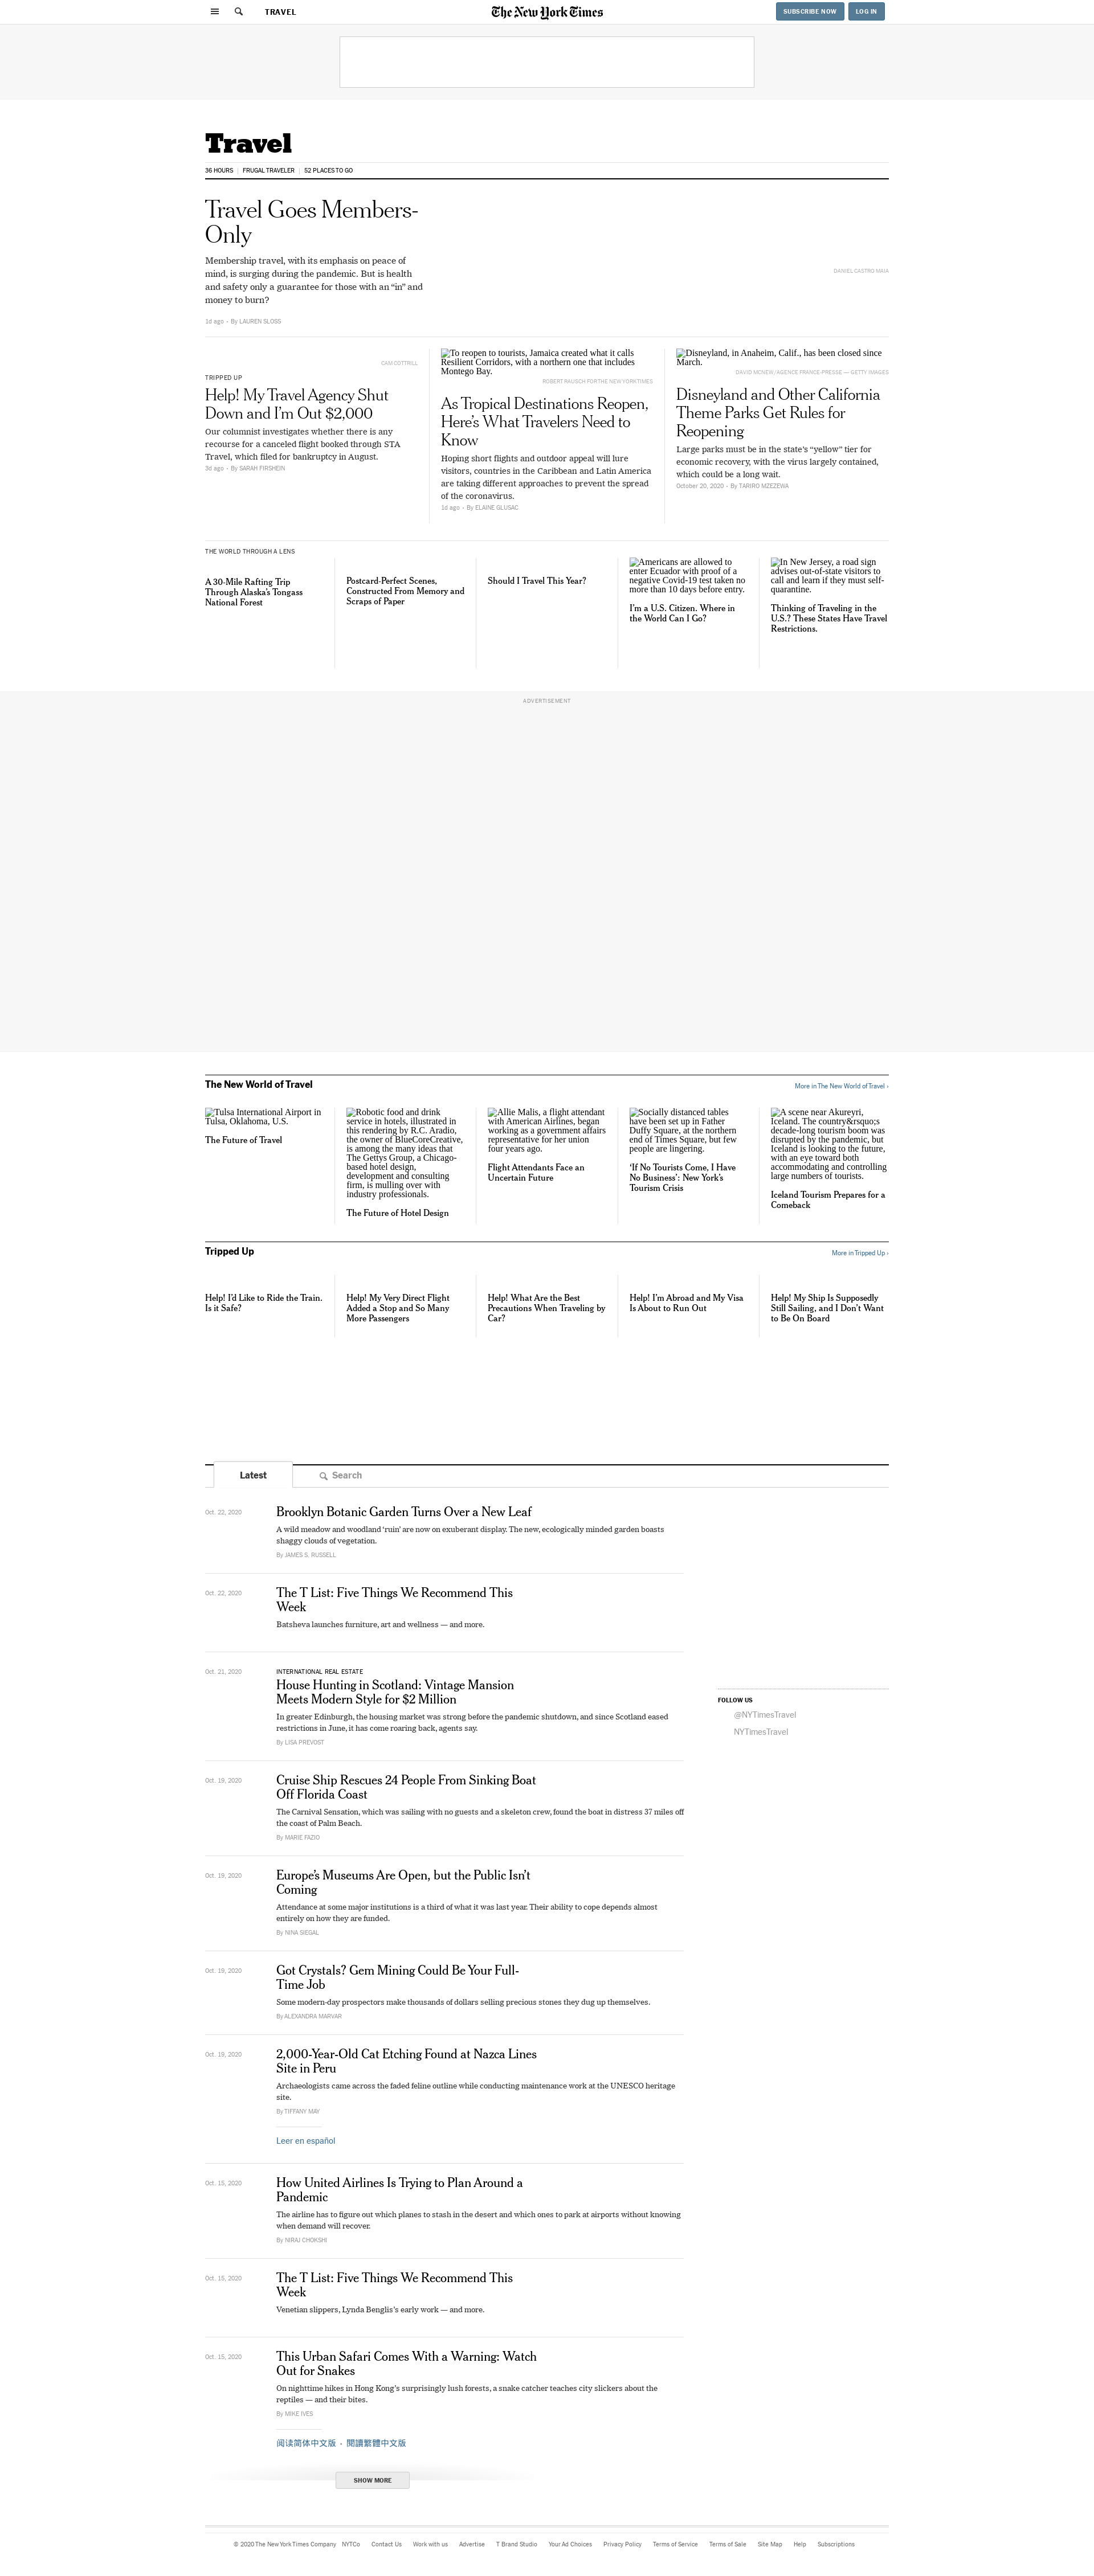 TRAVEL
The New York Times
SUBSCRIBE NOW
LOG IN
Travel
36 HOURS
FRUGAL TRAVELER
52 PLACES TO GO
Travel Goes Members-
Only
Membership travel, with its emphasis on peace of
mind, is surging during the pandemic. But is health
and safety only a guarantee for those with an “in” and
money to burn?
1d ago • By LAUREN SLOSS
DANIEL CASTRO MAIA
CAM COTTRILL
TRIPPED UP
Help! My Travel Agency Shut
Down and I’m Out $2,000
Our columnist investigates whether there is any
recourse for a canceled flight booked through STA
Travel, which filed for bankruptcy in August.
3d ago • By SARAH FIRSHEIN
To reopen to tourists, Jamaica created what it calls
Resilient Corridors, with a northern one that includes
Montego Bay.
ROBERT RAUSCH FOR THE NEW YORK TIMES
As Tropical Destinations Reopen,
Here’s What Travelers Need to
Know
Hoping short flights and outdoor appeal will lure
visitors, countries in the Caribbean and Latin America
are taking different approaches to prevent the spread
of the coronavirus.
1d ago • By ELAINE GLUSAC
Disneyland, in Anaheim, Calif., has been closed since
March.
DAVID MCNEW/AGENCE FRANCE-PRESSE — GETTY IMAGES
Disneyland and Other California
Theme Parks Get Rules for
Reopening
Large parks must be in the state’s “yellow” tier for
economic recovery, with the virus largely contained,
which could be a long wait.
October 20, 2020 • By TARIRO MZEZEWA
THE WORLD THROUGH A LENS
A 30-Mile Rafting Trip
Through Alaska’s Tongass
National Forest
Postcard-Perfect Scenes,
Constructed From Memory and
Scraps of Paper
Should I Travel This Year?
Americans are allowed to
enter Ecuador with proof of a
negative Covid-19 test taken no
more than 10 days before entry.
I’m a U.S. Citizen. Where in
the World Can I Go?
In New Jersey, a road sign
advises out-of-state visitors to
call and learn if they must self-
quarantine.
Thinking of Traveling in the
U.S.? These States Have Travel
Restrictions.
ADVERTISEMENT
The New World of Travel
More in The New World of Travel ›
Tulsa International Airport in
Tulsa, Oklahoma, U.S.
The Future of Travel
Robotic food and drink
service in hotels, illustrated in
this rendering by R.C. Aradio,
the owner of BlueCoreCreative,
is among the many ideas that
The Gettys Group, a Chicago-
based hotel design,
development and consulting
firm, is mulling over with
industry professionals.
The Future of Hotel Design
Allie Malis, a flight attendant
with American Airlines, began
working as a government affairs
representative for her union
four years ago.
Flight Attendants Face an
Uncertain Future
Socially distanced tables
have been set up in Father
Duffy Square, at the northern
end of Times Square, but few
people are lingering.
‘If No Tourists Come, I Have
No Business’: New York’s
Tourism Crisis
A scene near Akureyri,
Iceland. The country&rsquo;s
decade-long tourism boom was
disrupted by the pandemic, but
Iceland is looking to the future,
with an eye toward both
accommodating and controlling
large numbers of tourists.
Iceland Tourism Prepares for a
Comeback
Tripped Up
More in Tripped Up ›
Help! I’d Like to Ride the Train.
Is it Safe?
Help! My Very Direct Flight
Added a Stop and So Many
More Passengers
Help! What Are the Best
Precautions When Traveling by
Car?
Help! I’m Abroad and My Visa
Is About to Run Out
Help! My Ship Is Supposedly
Still Sailing, and I Don’t Want
to Be On Board
Latest
Search
Oct. 22, 2020
Brooklyn Botanic Garden Turns Over a New Leaf
A wild meadow and woodland ‘ruin’ are now on exuberant display. The new, ecologically minded garden boasts
shaggy clouds of vegetation.
By JAMES S. RUSSELL
Oct. 22, 2020
The T List: Five Things We Recommend This
Week
Batsheva launches furniture, art and wellness — and more.
Oct. 21, 2020
INTERNATIONAL REAL ESTATE
House Hunting in Scotland: Vintage Mansion
Meets Modern Style for $2 Million
In greater Edinburgh, the housing market was strong before the pandemic shutdown, and since Scotland eased
restrictions in June, it has come roaring back, agents say.
By LISA PREVOST
FOLLOW US
@NYTimesTravel
NYTimesTravel
Oct. 19, 2020
Cruise Ship Rescues 24 People From Sinking Boat
Off Florida Coast
The Carnival Sensation, which was sailing with no guests and a skeleton crew, found the boat in distress 37 miles off
the coast of Palm Beach.
By MARIE FAZIO
Oct. 19, 2020
Europe’s Museums Are Open, but the Public Isn’t
Coming
Attendance at some major institutions is a third of what it was last year. Their ability to cope depends almost
entirely on how they are funded.
By NINA SIEGAL
Oct. 19, 2020
Got Crystals? Gem Mining Could Be Your Full-
Time Job
Some modern-day prospectors make thousands of dollars selling precious stones they dug up themselves.
By ALEXANDRA MARVAR
Oct. 19, 2020
2,000-Year-Old Cat Etching Found at Nazca Lines
Site in Peru
Archaeologists came across the faded feline outline while conducting maintenance work at the UNESCO heritage
site.
By TIFFANY MAY
Leer en español
Oct. 15, 2020
How United Airlines Is Trying to Plan Around a
Pandemic
The airline has to figure out which planes to stash in the desert and which ones to park at airports without knowing
when demand will recover.
By NIRAJ CHOKSHI
Oct. 15, 2020
The T List: Five Things We Recommend This
Week
Venetian slippers, Lynda Benglis’s early work — and more.
Oct. 15, 2020
This Urban Safari Comes With a Warning: Watch
Out for Snakes
On nighttime hikes in Hong Kong’s surprisingly lush forests, a snake catcher teaches city slickers about the
reptiles — and their bites.
By MIKE IVES
阅读简体中文版 • 閱讀繁體中文版
SHOW MORE
© 2020 The New York Times Company
NYTCo
Contact Us
Work with us
Advertise
T Brand Studio
Your Ad Choices
Privacy Policy
Terms of Service
Terms of Sale
Site Map
Help
Subscriptions